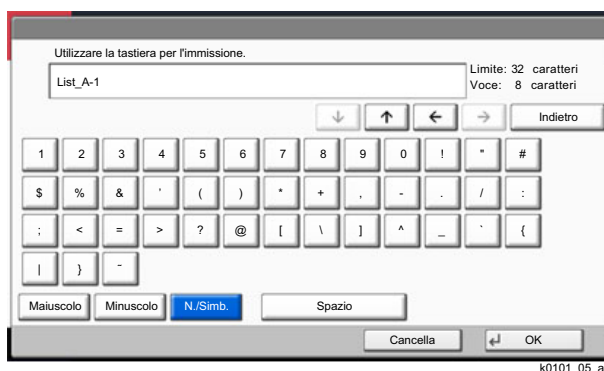 Utilizzare la tastiera per l'immissione.
List_A-1
Limite: 32 caratteri
Voce: 8 caratteri
Indietro
1 2 3 4 5 6 7 8 9 0 ! " #
$ % & ' ( ) * + , - . / :
; < = > ? @ [ \ ] ^ _ ` {
| } ~
Maiuscolo Minuscolo N./Simb. Spazio
Cancella OK
k0101_05_a